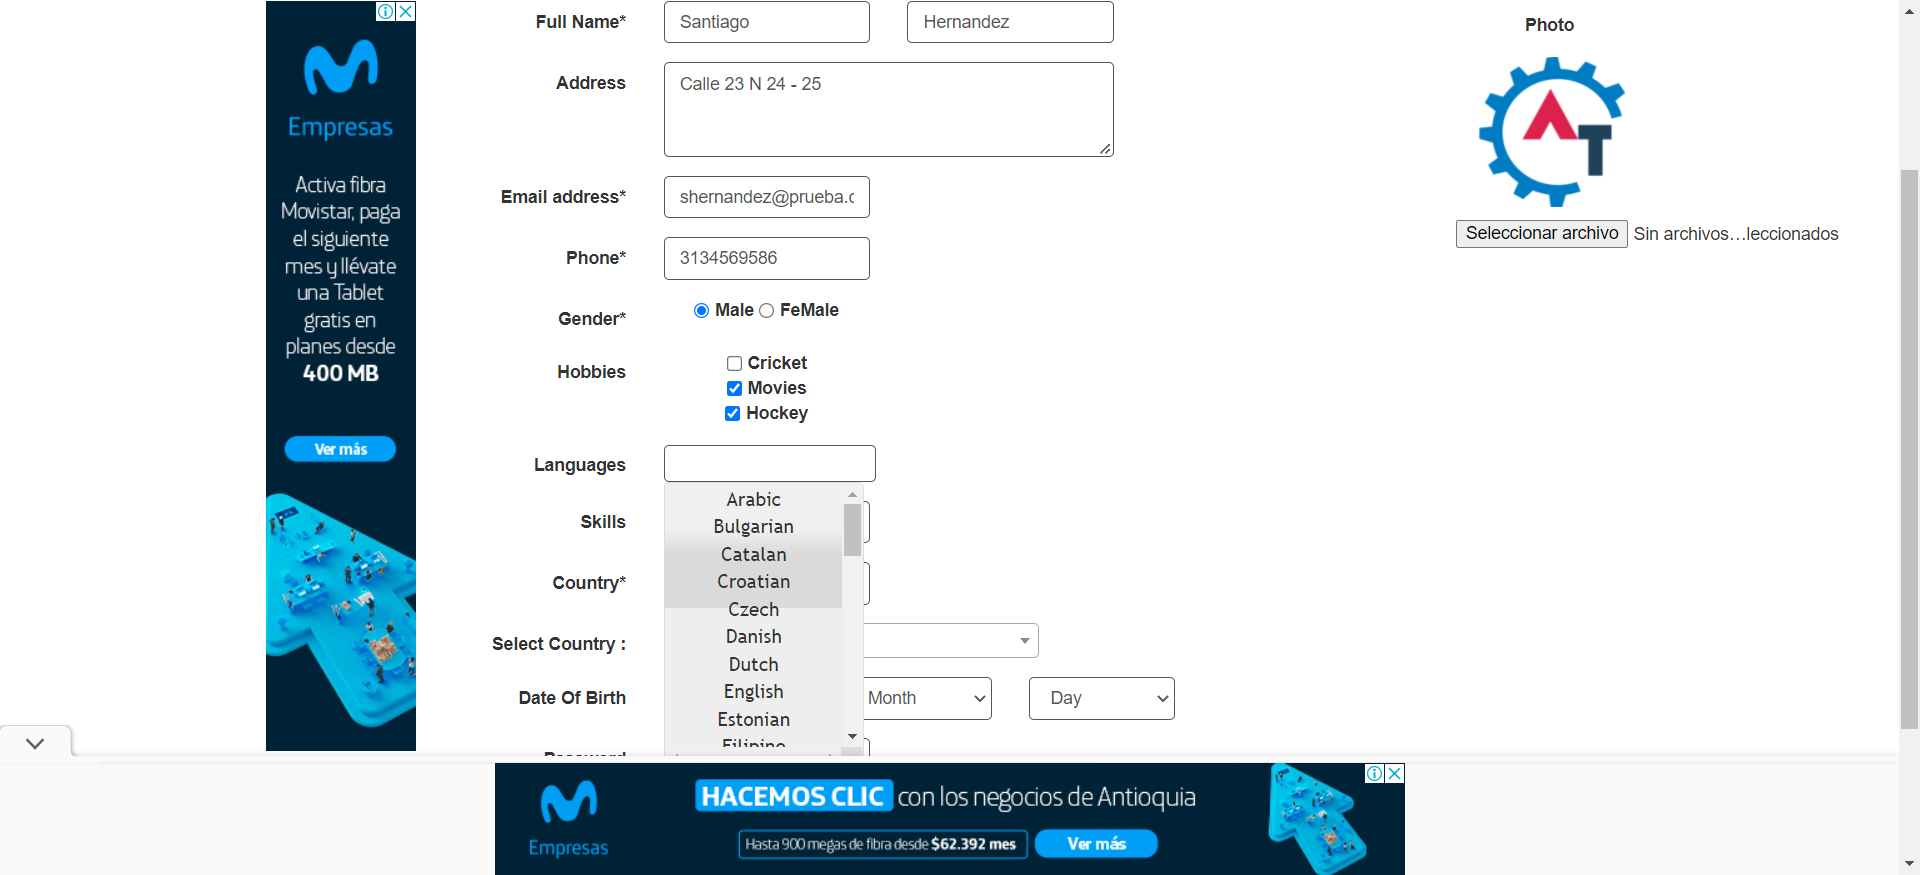 Full Name*
Santiago
Hernandez
Photo
Address
Calle 23 N 24 - 25
Email address*
shernandez@prueba.c
Seleccionar archivo Sin archivos…leccionados
Phone*
3134569586
Gender*
Male
FeMale
Hobbies
Cricket
Movies
Hockey
Languages
Arabic
Bulgarian
Catalan
Croatian
Czech
Danish
Dutch
English
Estonian
Filipino
Skills
Country*
Select Country :
Date Of Birth
Month
Day
Password
Empresas
Activa fibra
Movistar, paga
el siguiente
mes y llévate
una Tablet
gratis en
planes desde
400 MB
Ver más
Empresas
HACEMOS CLIC con los negocios de Antioquia
Hasta 900 megas de fibra desde $62.392 mes
Ver más
AT